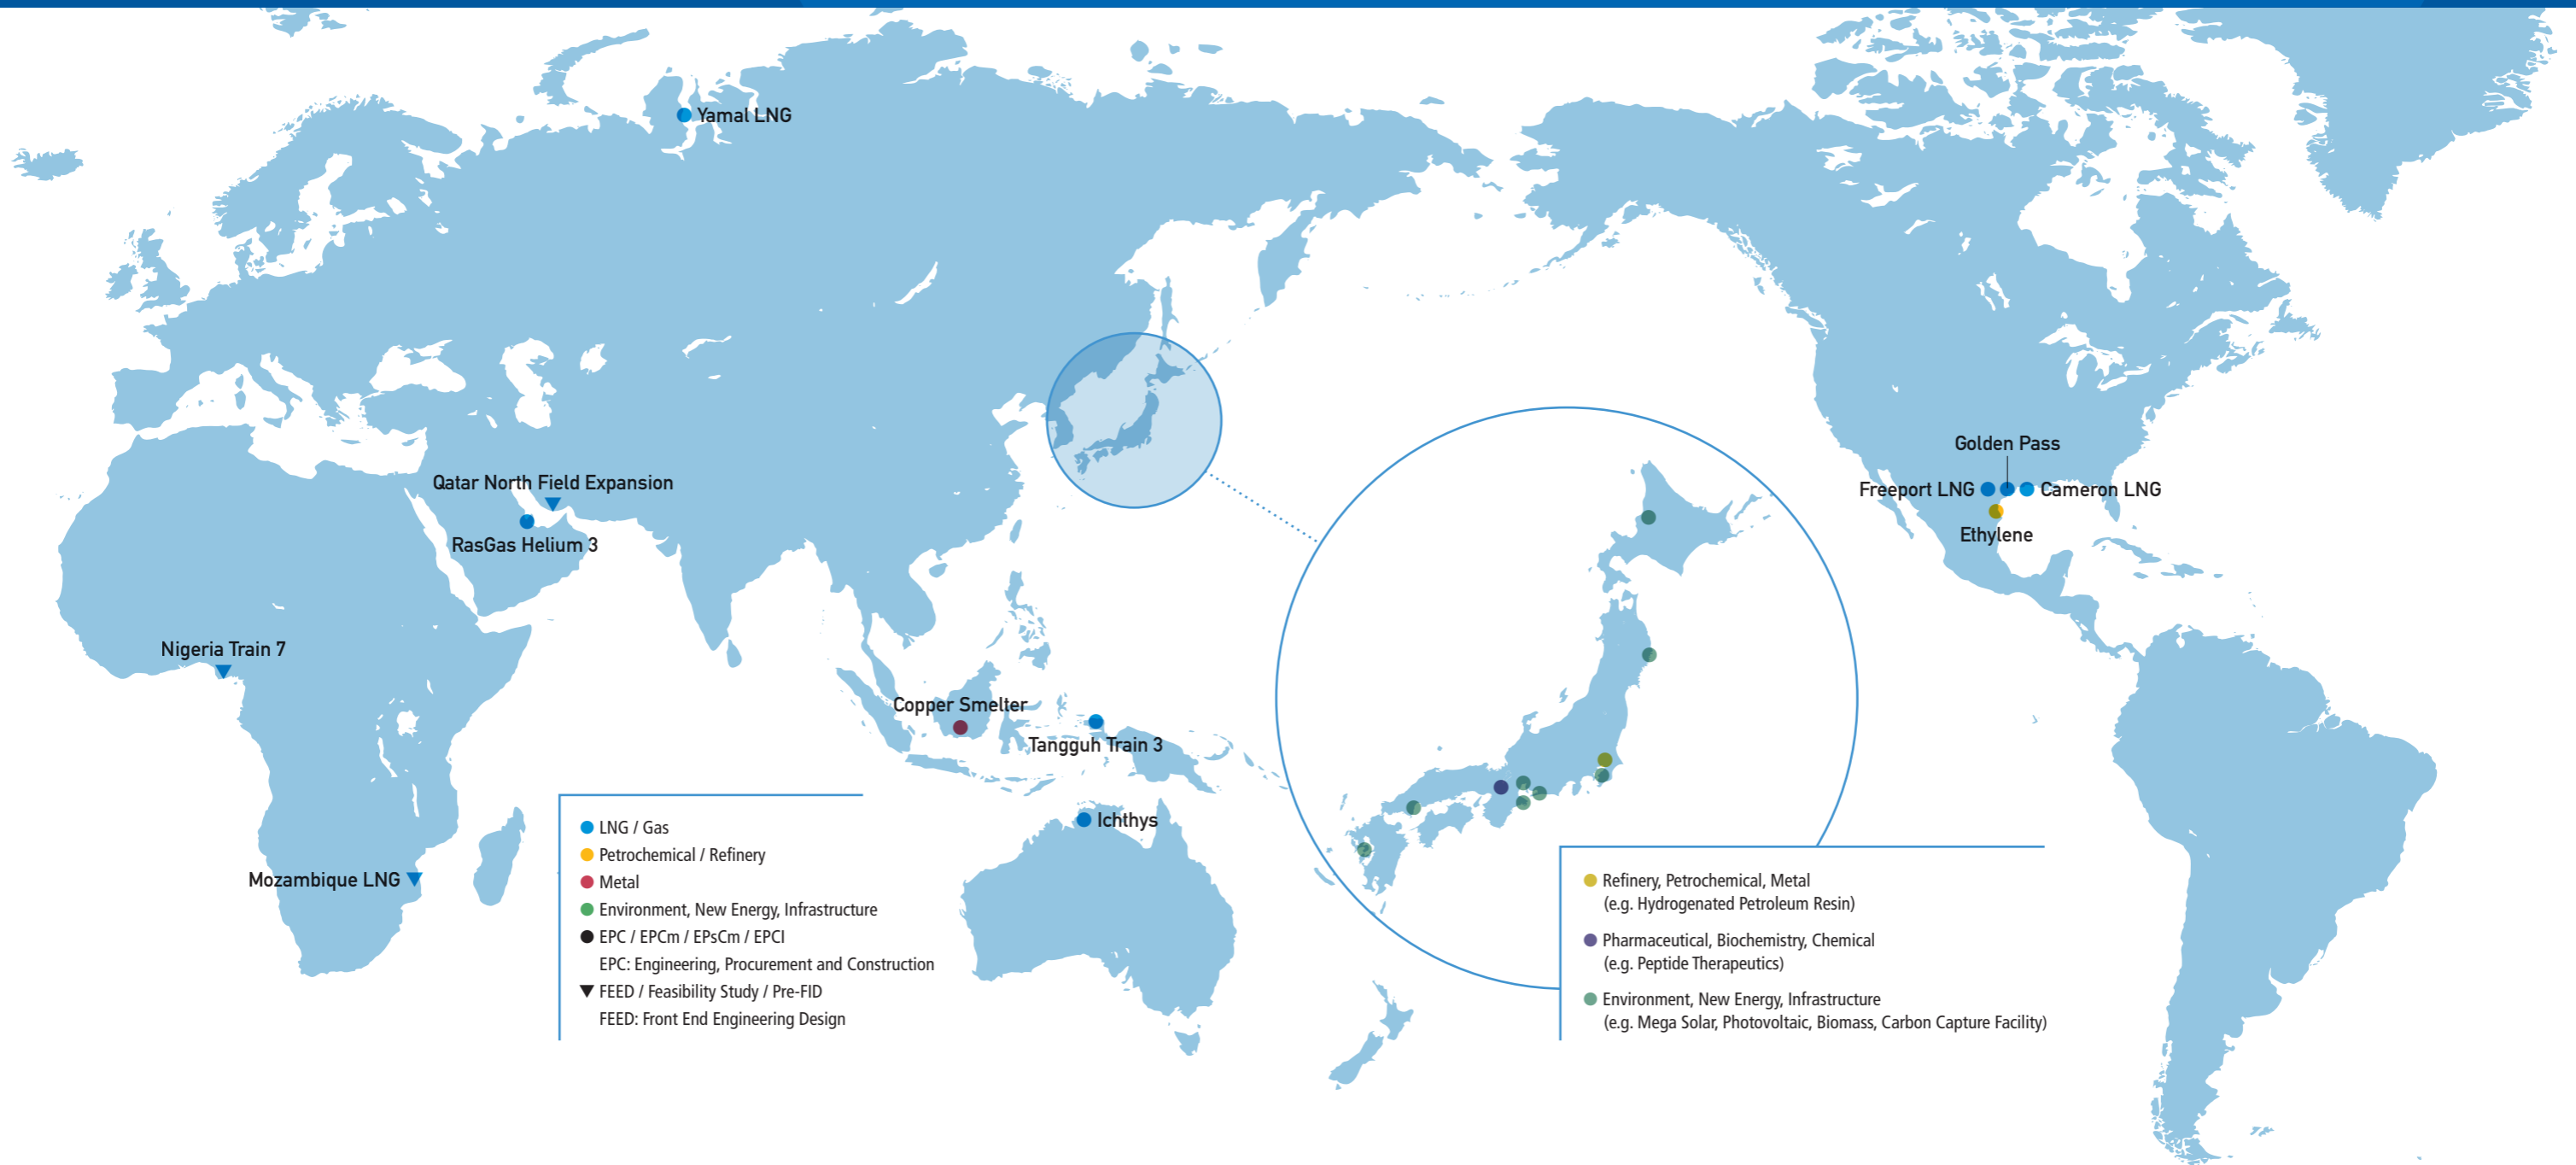 Yamal LNG
Golden Pass
Qatar North Field Expansion
Freeport LNG
Cameron LNG
RasGas Helium 3
Ethylene
Nigeria Train 7
Copper Smelter
Tangguh Train 3
Ichthys
Mozambique LNG
LNG / Gas
Petrochemical / Refinery
Metal
Environment, New Energy, Infrastructure
EPC / EPCm / EPsCm / EPCI
EPC: Engineering, Procurement and Construction
FEED / Feasibility Study / Pre-FID
FEED: Front End Engineering Design
Refinery, Petrochemical, Metal
(e.g. Hydrogenated Petroleum Resin)
Pharmaceutical, Biochemistry, Chemical
(e.g. Peptide Therapeutics)
Environment, New Energy, Infrastructure
(e.g. Mega Solar, Photovoltaic, Biomass, Carbon Capture Facility)